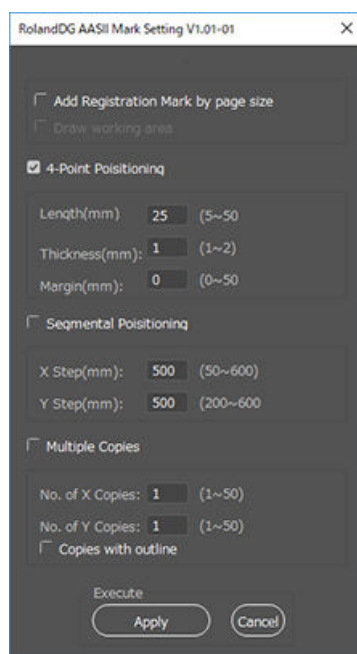 RolandDG AASII Mark Setting V1.01-01
Add Registration Mark by page size
Draw working area
4-Point Poisitioning
Length(mm) 25 (5~50
Thickness(mm): 1 (1~2)
Margin(mm): 0 (0~50
Seqmental Poisitioning
X Step(mm): 500 (50~600)
Y Step(mm): 500 (200~600
Multiple Copies
No. of X Copies: 1 (1~50)
No. of Y Copies: 1 (1~50)
Copies with outline
Execute
Apply Cancel